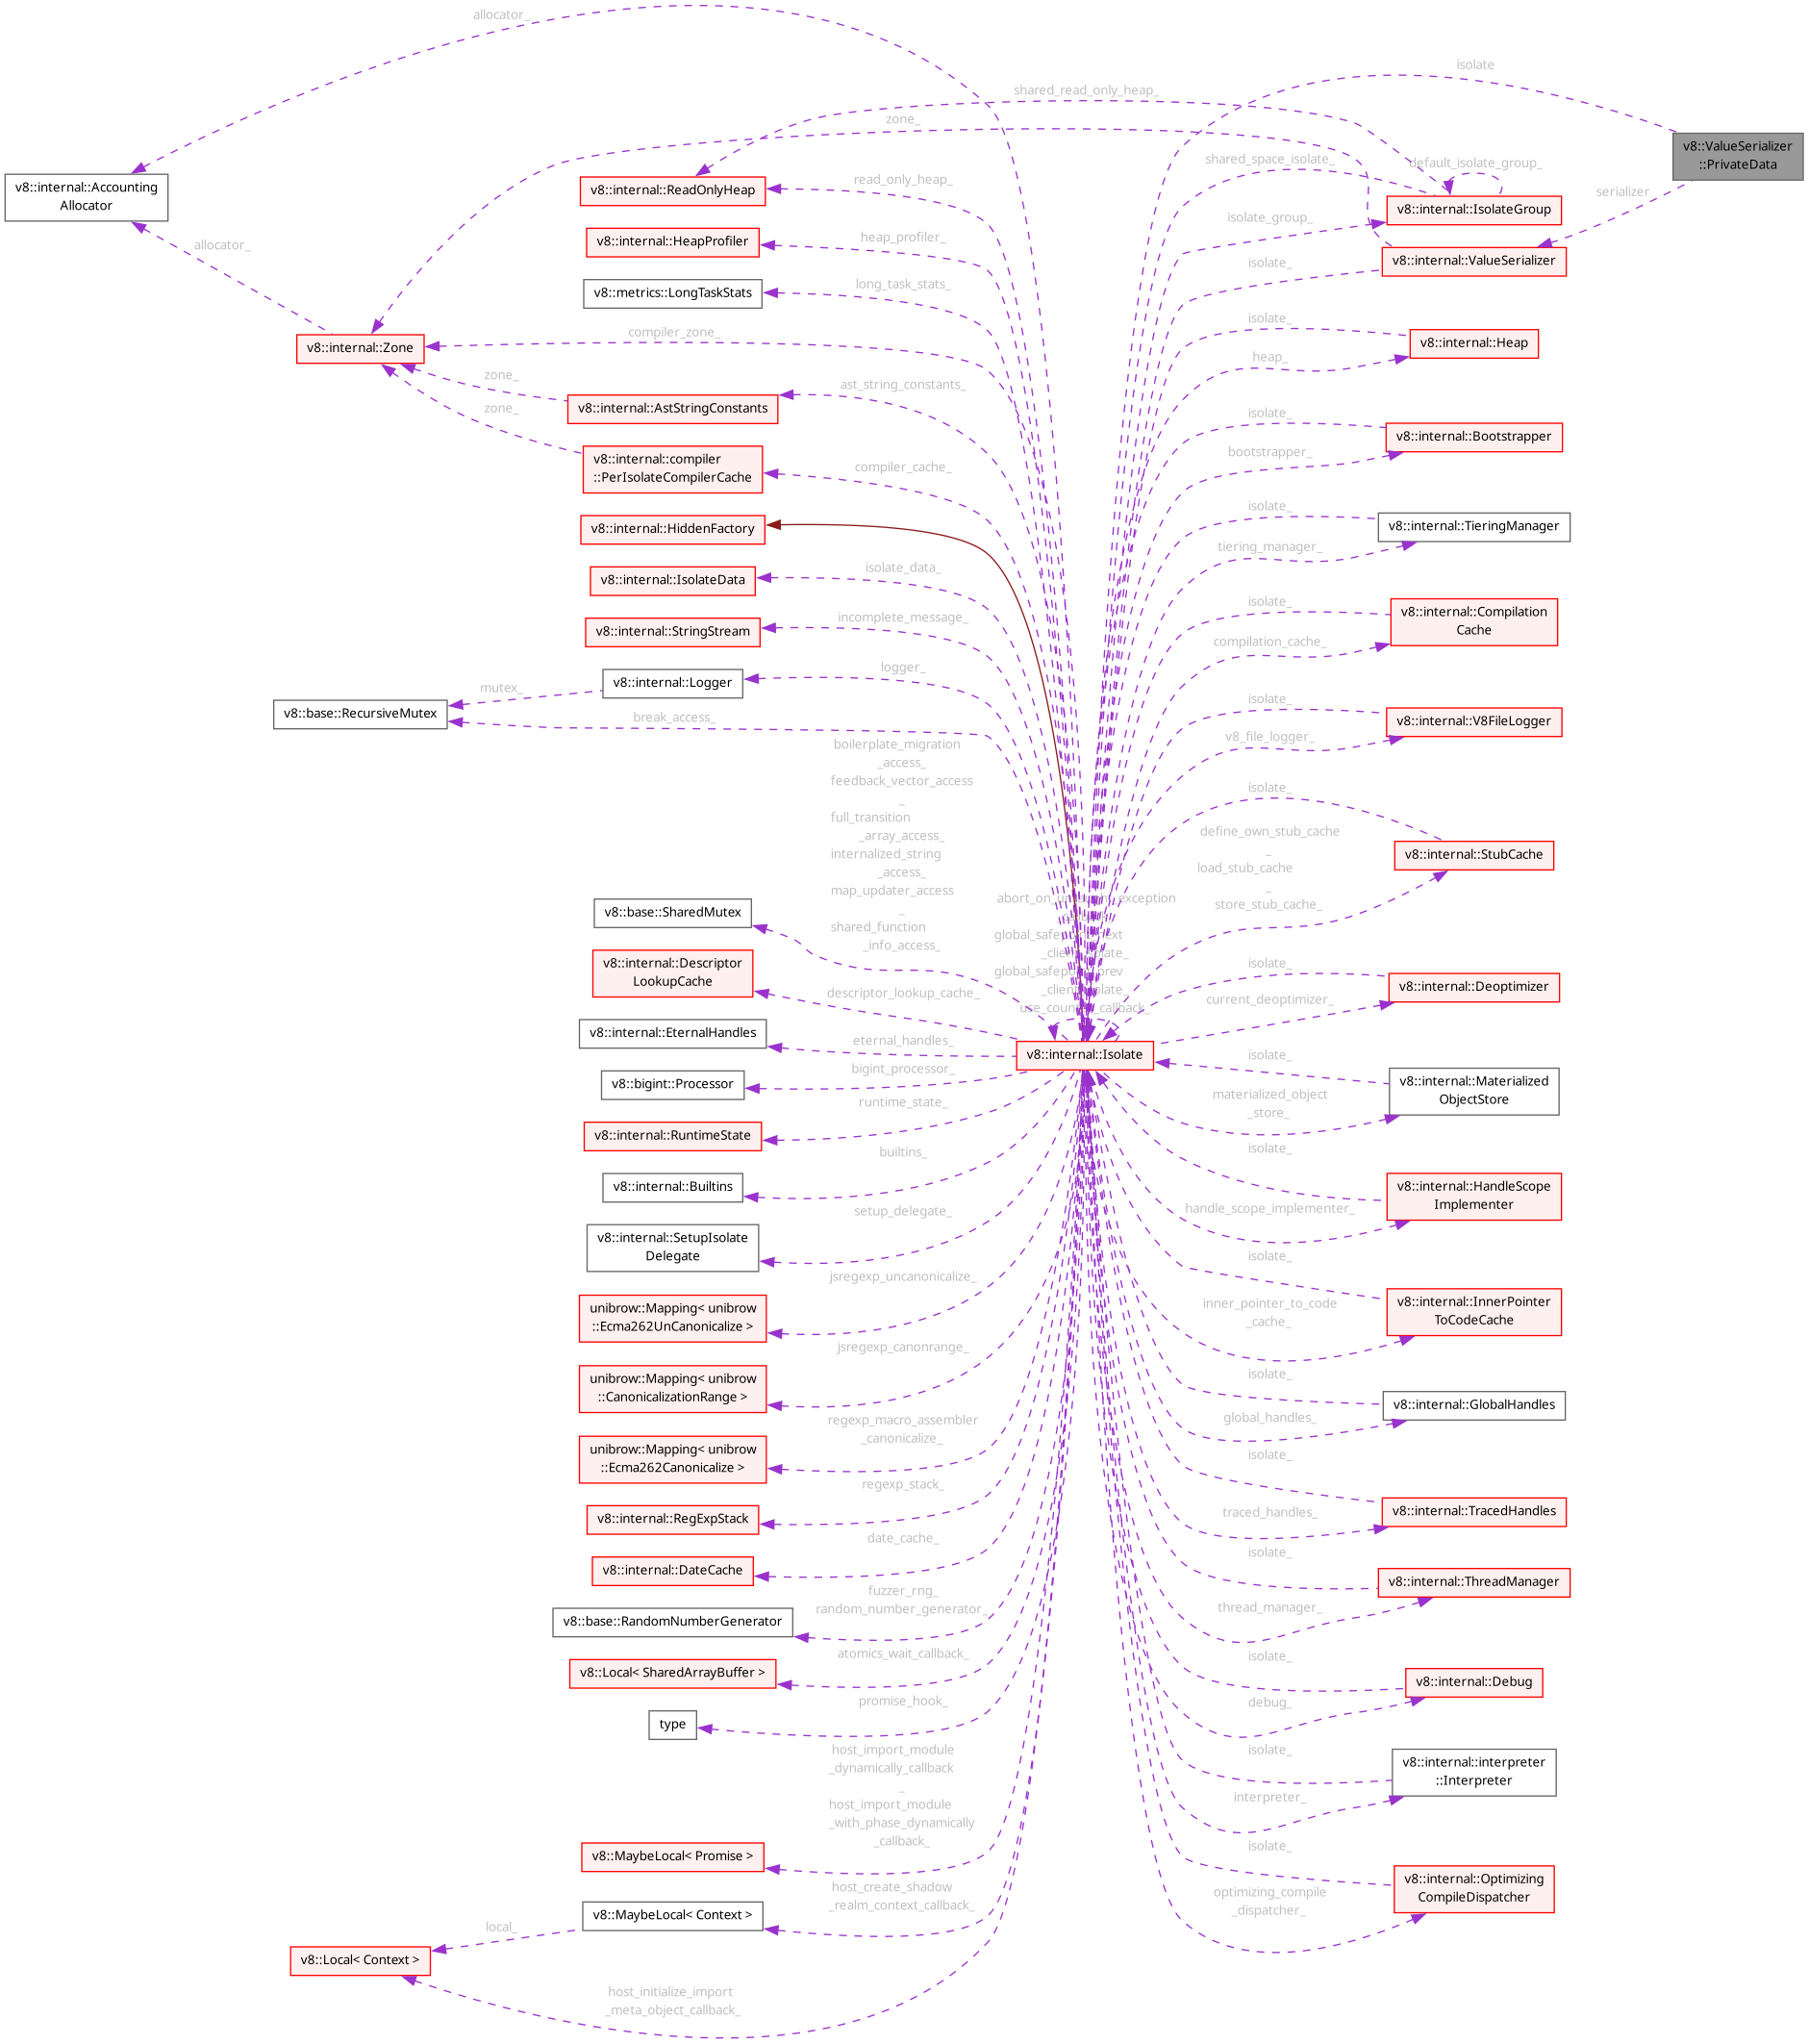 allocator_
isolate
shared_read_only_heap_
zone_
v8::ValueSerializer
::PrivateData
default_isolate_group_
shared_space_isolate_
serializer
v8::internal::Accounting
Allocator
v8::internal::ReadOnlyHeap
read_only_heap_
v8::internal::IsolateGroup
isolate_group_
allocator_
v8::internal::HeapProfiler
heap_profiler_
v8::internal::ValueSerializer
isolate_
v8::metrics::LongTaskStats
long_task_stats_
v8::internal::Zone
compiler_zone_
isolate_
v8::internal::Heap
heap_
zone_
v8::internal::AstStringConstants
ast_string_constants_
zone_
isolate_
v8::internal::Bootstrapper
bootstrapper_
v8::internal::compiler
::PerIsolateCompilerCache
compiler_cache_
v8::internal::HiddenFactory
isolate_
v8::internal::TieringManager
tiering_manager_
v8::internal::IsolateData
isolate_data_
isolate_
v8::internal::Compilation
Cache
compilation_cache_
v8::internal::StringStream
incomplete_message_
v8::internal::Logger
logger_
mutex_
v8::base::RecursiveMutex
break_access_
isolate_
v8::internal::V8FileLogger
v8_file_logger_
boilerplate_migration
_access_
feedback_vector_access
_
full_transition
_array_access_
internalized_string
_access_
map_updater_access
_
shared_function
_info_access_
isolate_
define_own_stub_cache
_
load_stub_cache
_
store_stub_cache_
v8::internal::StubCache
v8::base::SharedMutex
v8::internal::Descriptor
LookupCache
descriptor_lookup_cache_
_client_isolate_
_client_isolate_
use_counter_callback_
isolate_
v8::internal::Deoptimizer
current_deoptimizer_
v8::internal::EternalHandles
eternal_handles_
v8::internal::Isolate
v8::bigint::Processor
bigint_processor_
isolate_
v8::internal::Materialized
ObjectStore
materialized_object
_store_
v8::internal::RuntimeState
runtime_state_
v8::internal::Builtins
builtins_
isolate_
v8::internal::HandleScope
Implementer
handle_scope_implementer_
v8::internal::SetupIsolate
Delegate
setup_delegate_
isolate_
v8::internal::InnerPointer
ToCodeCache
inner_pointer_to_code
_cache_
unibrow::Mapping< unibrow
::Ecma262UnCanonicalize >
jsregexp_uncanonicalize_
unibrow::Mapping< unibrow
::CanonicalizationRange >
jsregexp_canonrange_
isolate_
v8::internal::GlobalHandles
global_handles_
unibrow::Mapping< unibrow
::Ecma262Canonicalize >
regexp_macro_assembler
_canonicalize_
isolate_
v8::internal::TracedHandles
traced_handles_
v8::internal::RegExpStack
regexp_stack_
v8::internal::DateCache
date_cache_
isolate_
v8::internal::ThreadManager
thread_manager_
v8::base::RandomNumberGenerator
fuzzer_rng_
random_number_generator_
v8::Local< SharedArrayBuffer >
atomics_wait_callback_
isolate_
v8::internal::Debug
debug_
type
promise_hook_
isolate_
v8::internal::interpreter
::Interpreter
interpreter_
host_import_module
_dynamically_callback
_
host_import_module
_with_phase_dynamically
_callback_
v8::MaybeLocal< Promise >
isolate_
v8::internal::Optimizing
CompileDispatcher
optimizing_compile
_dispatcher_
host_create_shadow
_realm_context_callback_
v8::MaybeLocal< Context >
local_
v8::Local< Context >
host_initialize_import
_meta_object_callback_